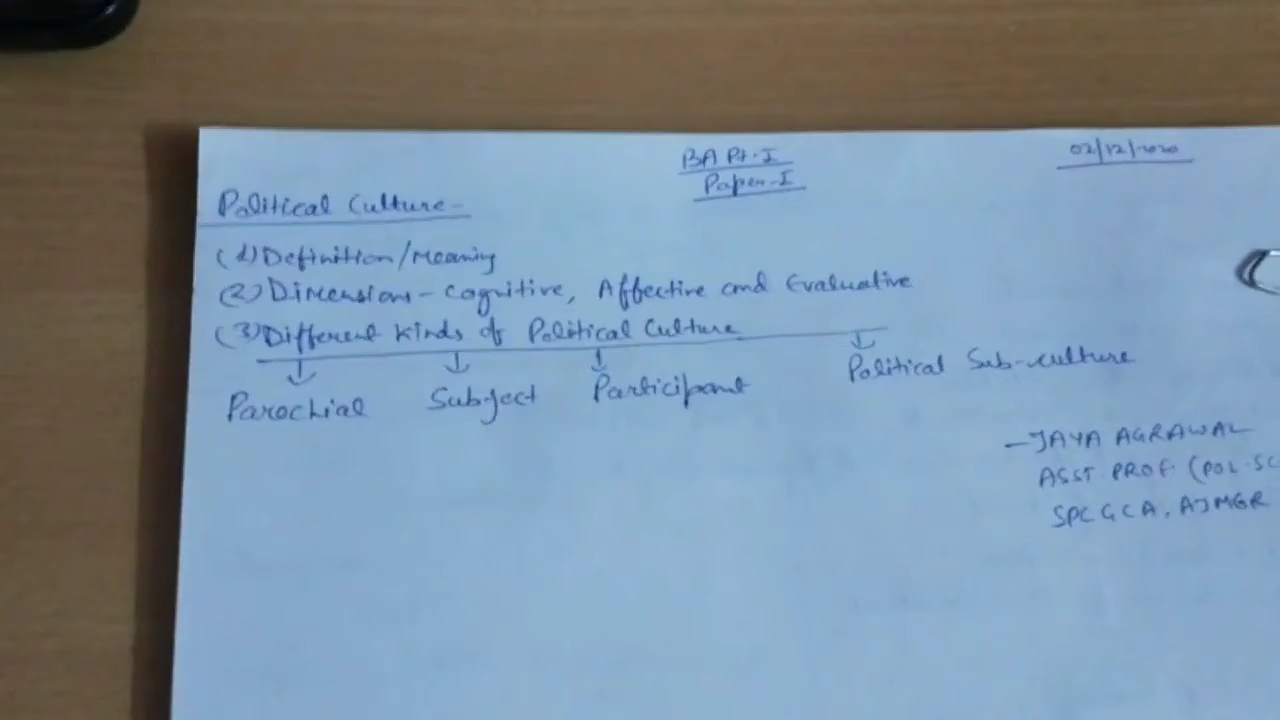 BA Pt. I
Paper-I
02/12/2020
Political Culture-
(1) Definition/Meaning
(2) Dimensions - Cognitive, Affective and Evaluative
(3) Different kinds of Political Culture
Parochial Subject Participant Political Sub-culture
- JAYA AGRAWAL
ASST. PROF. (POL. SC
SPCGCA, AJMER